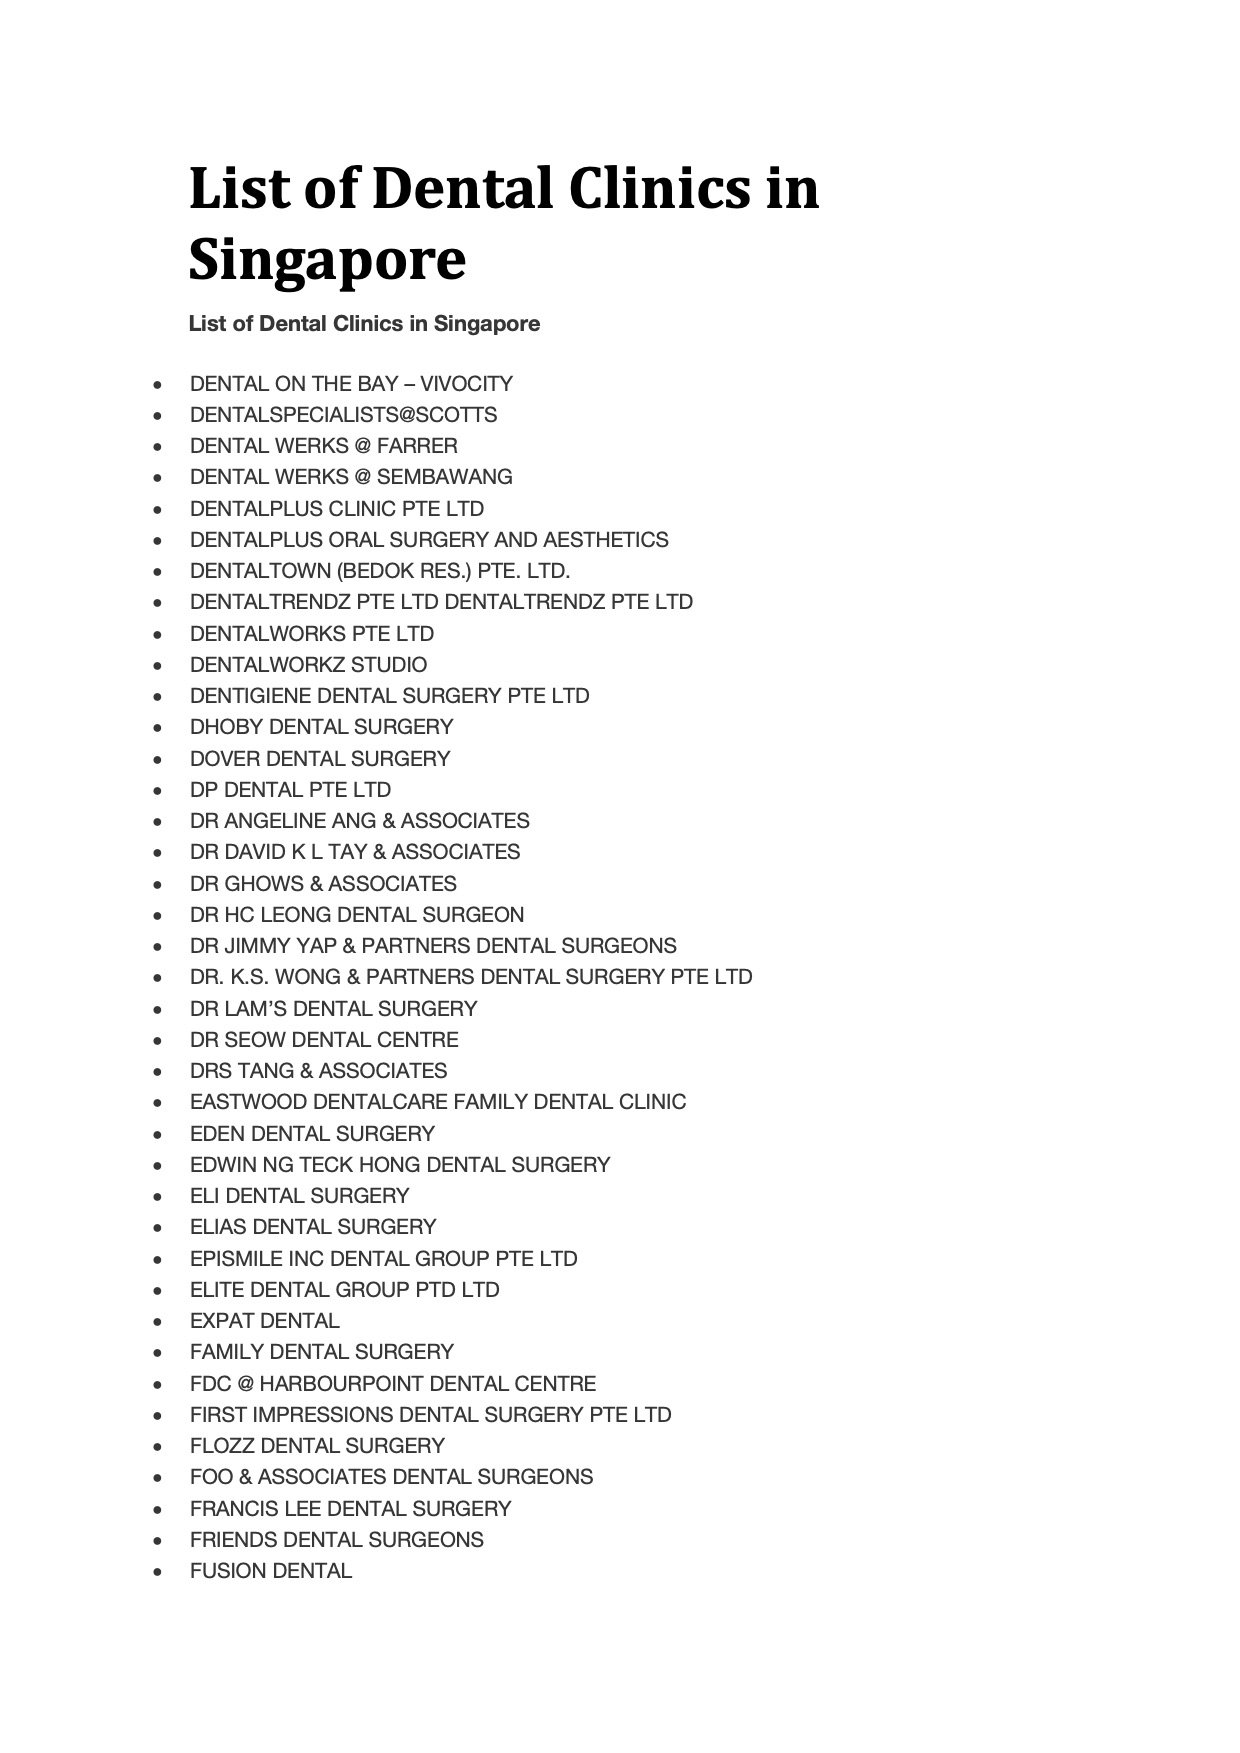 List of Dental Clinics in
Singapore
List of Dental Clinics in Singapore
• DENTAL ON THE BAY – VIVOCITY
• DENTALSPECIALISTS@SCOTTS
• DENTAL WERKS @ FARRER
• DENTAL WERKS @ SEMBAWANG
• DENTALPLUS CLINIC PTE LTD
• DENTALPLUS ORAL SURGERY AND AESTHETICS
• DENTALTOWN (BEDOK RES.) PTE. LTD.
• DENTALTRENDZ PTE LTD DENTALTRENDZ PTE LTD
• DENTALWORKS PTE LTD
• DENTALWORKZ STUDIO
• DENTIGIENE DENTAL SURGERY PTE LTD
• DHOBY DENTAL SURGERY
• DOVER DENTAL SURGERY
• DP DENTAL PTE LTD
• DR ANGELINE ANG & ASSOCIATES
• DR DAVID K L TAY & ASSOCIATES
• DR GHOWS & ASSOCIATES
• DR HC LEONG DENTAL SURGEON
• DR JIMMY YAP & PARTNERS DENTAL SURGEONS
• DR. K.S. WONG & PARTNERS DENTAL SURGERY PTE LTD
• DR LAM’S DENTAL SURGERY
• DR SEOW DENTAL CENTRE
• DRS TANG & ASSOCIATES
• EASTWOOD DENTALCARE FAMILY DENTAL CLINIC
• EDEN DENTAL SURGERY
• EDWIN NG TECK HONG DENTAL SURGERY
• ELI DENTAL SURGERY
• ELIAS DENTAL SURGERY
• EPISMILE INC DENTAL GROUP PTE LTD
• ELITE DENTAL GROUP PTD LTD
• EXPAT DENTAL
• FAMILY DENTAL SURGERY
• FDC @ HARBOURPOINT DENTAL CENTRE
• FIRST IMPRESSIONS DENTAL SURGERY PTE LTD
• FLOZZ DENTAL SURGERY
• FOO & ASSOCIATES DENTAL SURGEONS
• FRANCIS LEE DENTAL SURGERY
• FRIENDS DENTAL SURGEONS
• FUSION DENTAL